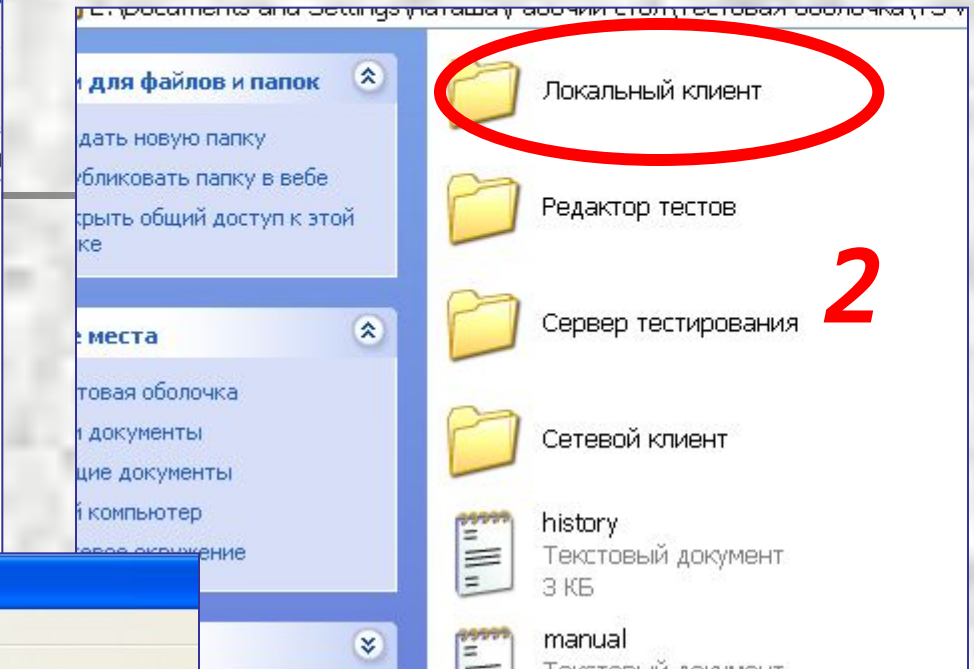 для файлов и папок
дать новую папку
убликовать папку в вебе
крыть общий доступ к этой
ке
места
товая оболочка
и документы
щие документы
й компьютер
Локальный клиент
Редактор тестов
Сервер тестирования
2
Сетевой клиент
history
Текстовый документ
3 КБ
manual